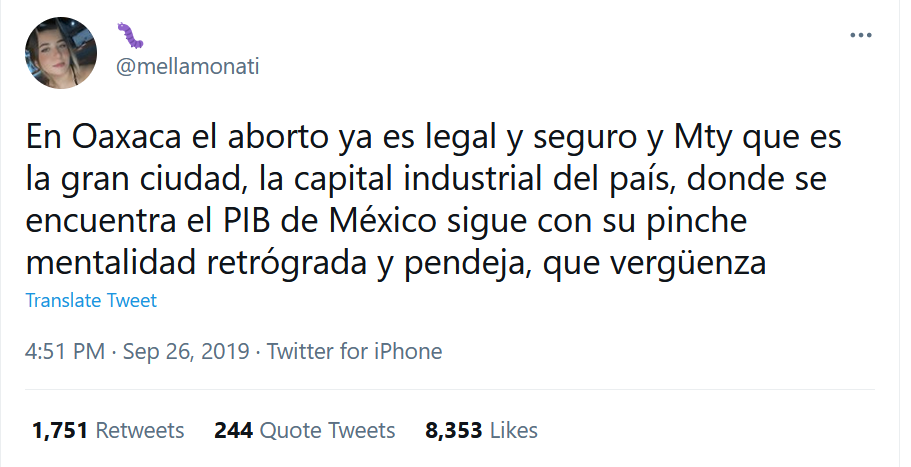 @mellamonati
En Oaxaca el aborto ya es legal y seguro y Mty que es
la gran ciudad, la capital industrial del país, donde se
encuentra el PIB de México sigue con su pinche
mentalidad retrógrada y pendeja, que vergüenza
Translate Tweet
4:51 PM · Sep 26, 2019 · Twitter for iPhone
1,751 Retweets 244 Quote Tweets 8,353 Likes